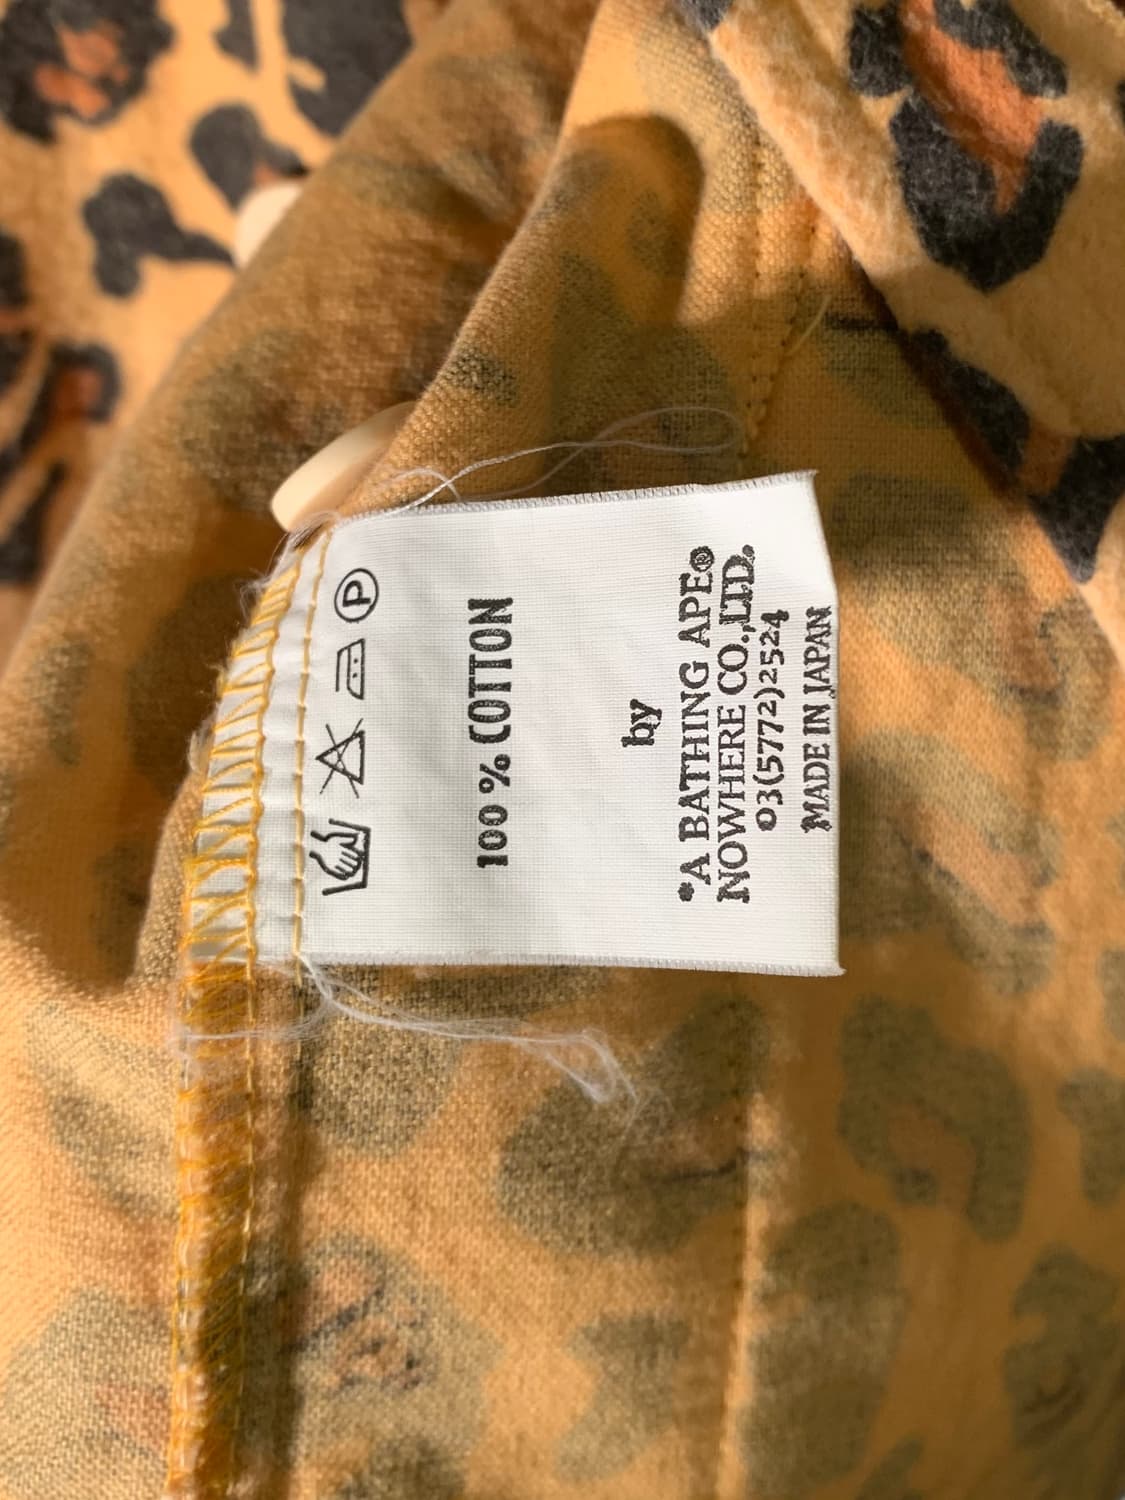 P
100 % COTTON
by
*A BATHING APE®
NOWHERE CO.,LTD.
03(5772)2524
MADE IN JAPAN